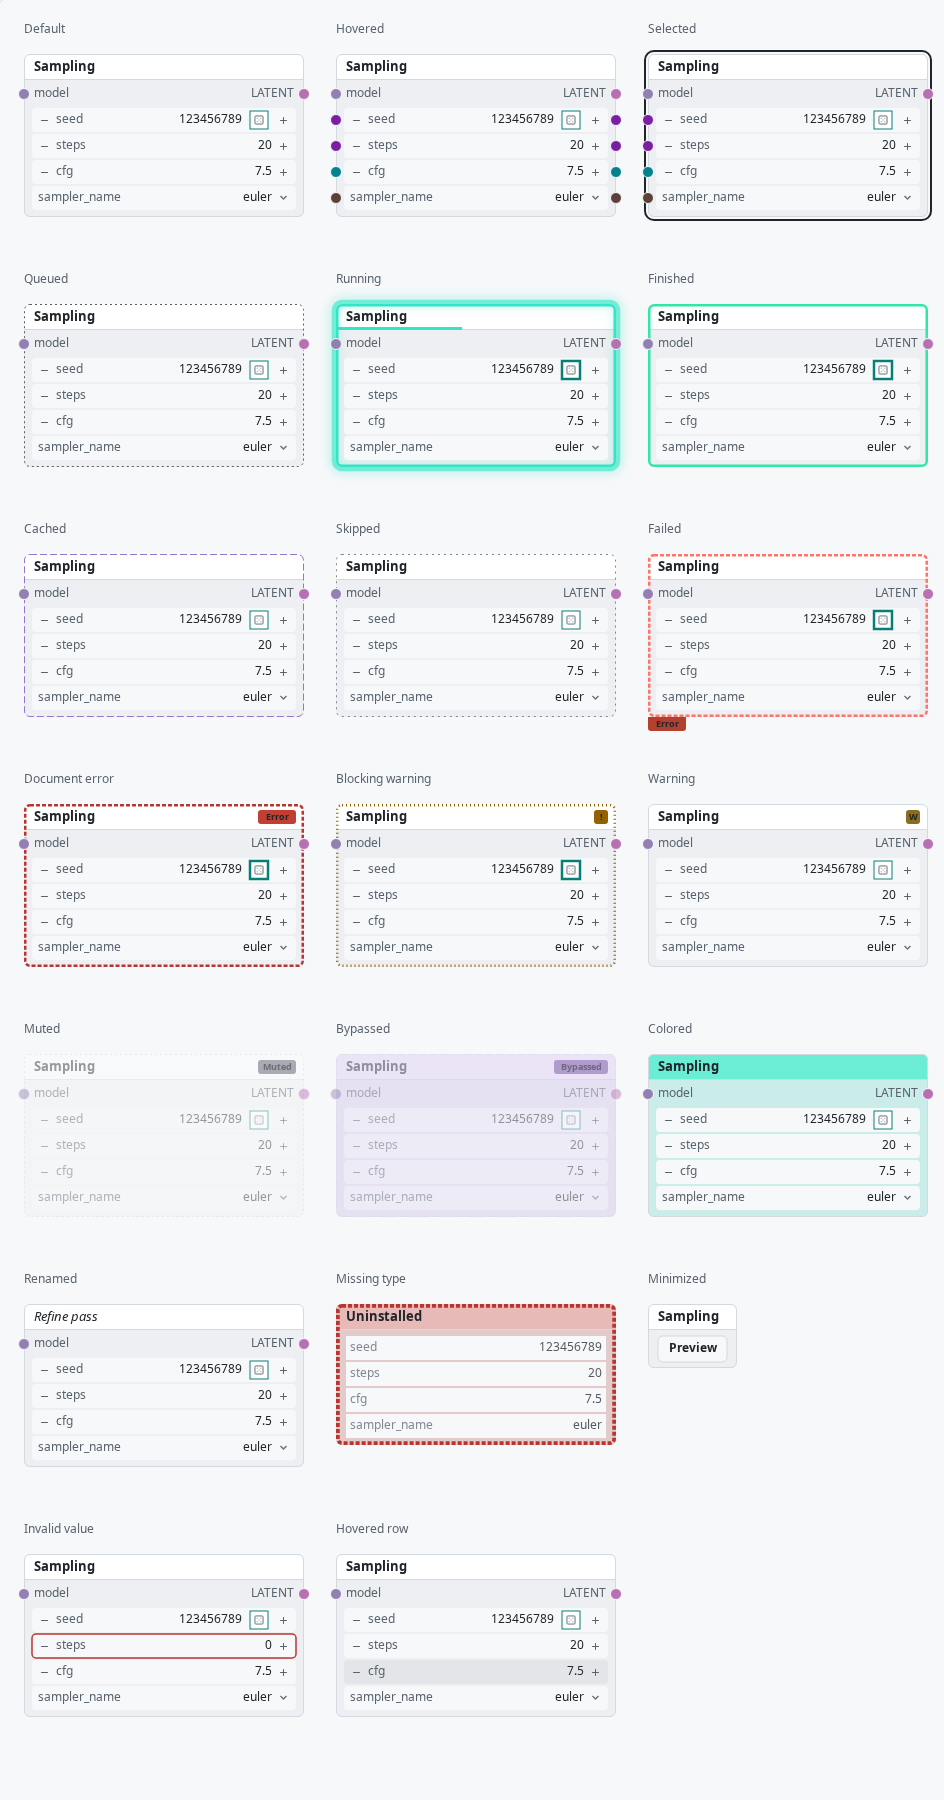 Default
Sampling
model LATENT
– seed 123456789 +
– steps 20 +
– cfg 7.5 +
sampler_name euler
Hovered
Sampling
model LATENT
– seed 123456789 +
– steps 20 +
– cfg 7.5 +
sampler_name euler
Selected
Sampling
model LATENT
– seed 123456789 +
– steps 20 +
– cfg 7.5 +
sampler_name euler
Queued
Sampling
model LATENT
– seed 123456789 +
– steps 20 +
– cfg 7.5 +
sampler_name euler
Running
Sampling
model LATENT
– seed 123456789 +
– steps 20 +
– cfg 7.5 +
sampler_name euler
Finished
Sampling
model LATENT
– seed 123456789 +
– steps 20 +
– cfg 7.5 +
sampler_name euler
Cached
Sampling
model LATENT
– seed 123456789 +
– steps 20 +
– cfg 7.5 +
sampler_name euler
Skipped
Sampling
model LATENT
– seed 123456789 +
– steps 20 +
– cfg 7.5 +
sampler_name euler
Failed
Sampling
model LATENT
– seed 123456789 +
– steps 20 +
– cfg 7.5 +
sampler_name euler
Error
Document error
Sampling Error
model LATENT
– seed 123456789 +
– steps 20 +
– cfg 7.5 +
sampler_name euler
Blocking warning
Sampling !
model LATENT
– seed 123456789 +
– steps 20 +
– cfg 7.5 +
sampler_name euler
Warning
Sampling W
model LATENT
– seed 123456789 +
– steps 20 +
– cfg 7.5 +
sampler_name euler
Muted
Sampling Muted
model LATENT
– seed 123456789 +
– steps 20 +
– cfg 7.5 +
sampler_name euler
Bypassed
Sampling Bypassed
model LATENT
– seed 123456789 +
– steps 20 +
– cfg 7.5 +
sampler_name euler
Colored
Sampling
model LATENT
– seed 123456789 +
– steps 20 +
– cfg 7.5 +
sampler_name euler
Renamed
Refine pass
model LATENT
– seed 123456789 +
– steps 20 +
– cfg 7.5 +
sampler_name euler
Missing type
Uninstalled
seed 123456789
steps 20
cfg 7.5
sampler_name euler
Minimized
Sampling
Preview
Invalid value
Sampling
model LATENT
– seed 123456789 +
– steps 0 +
– cfg 7.5 +
sampler_name euler
Hovered row
Sampling
model LATENT
– seed 123456789 +
– steps 20 +
– cfg 7.5 +
sampler_name euler